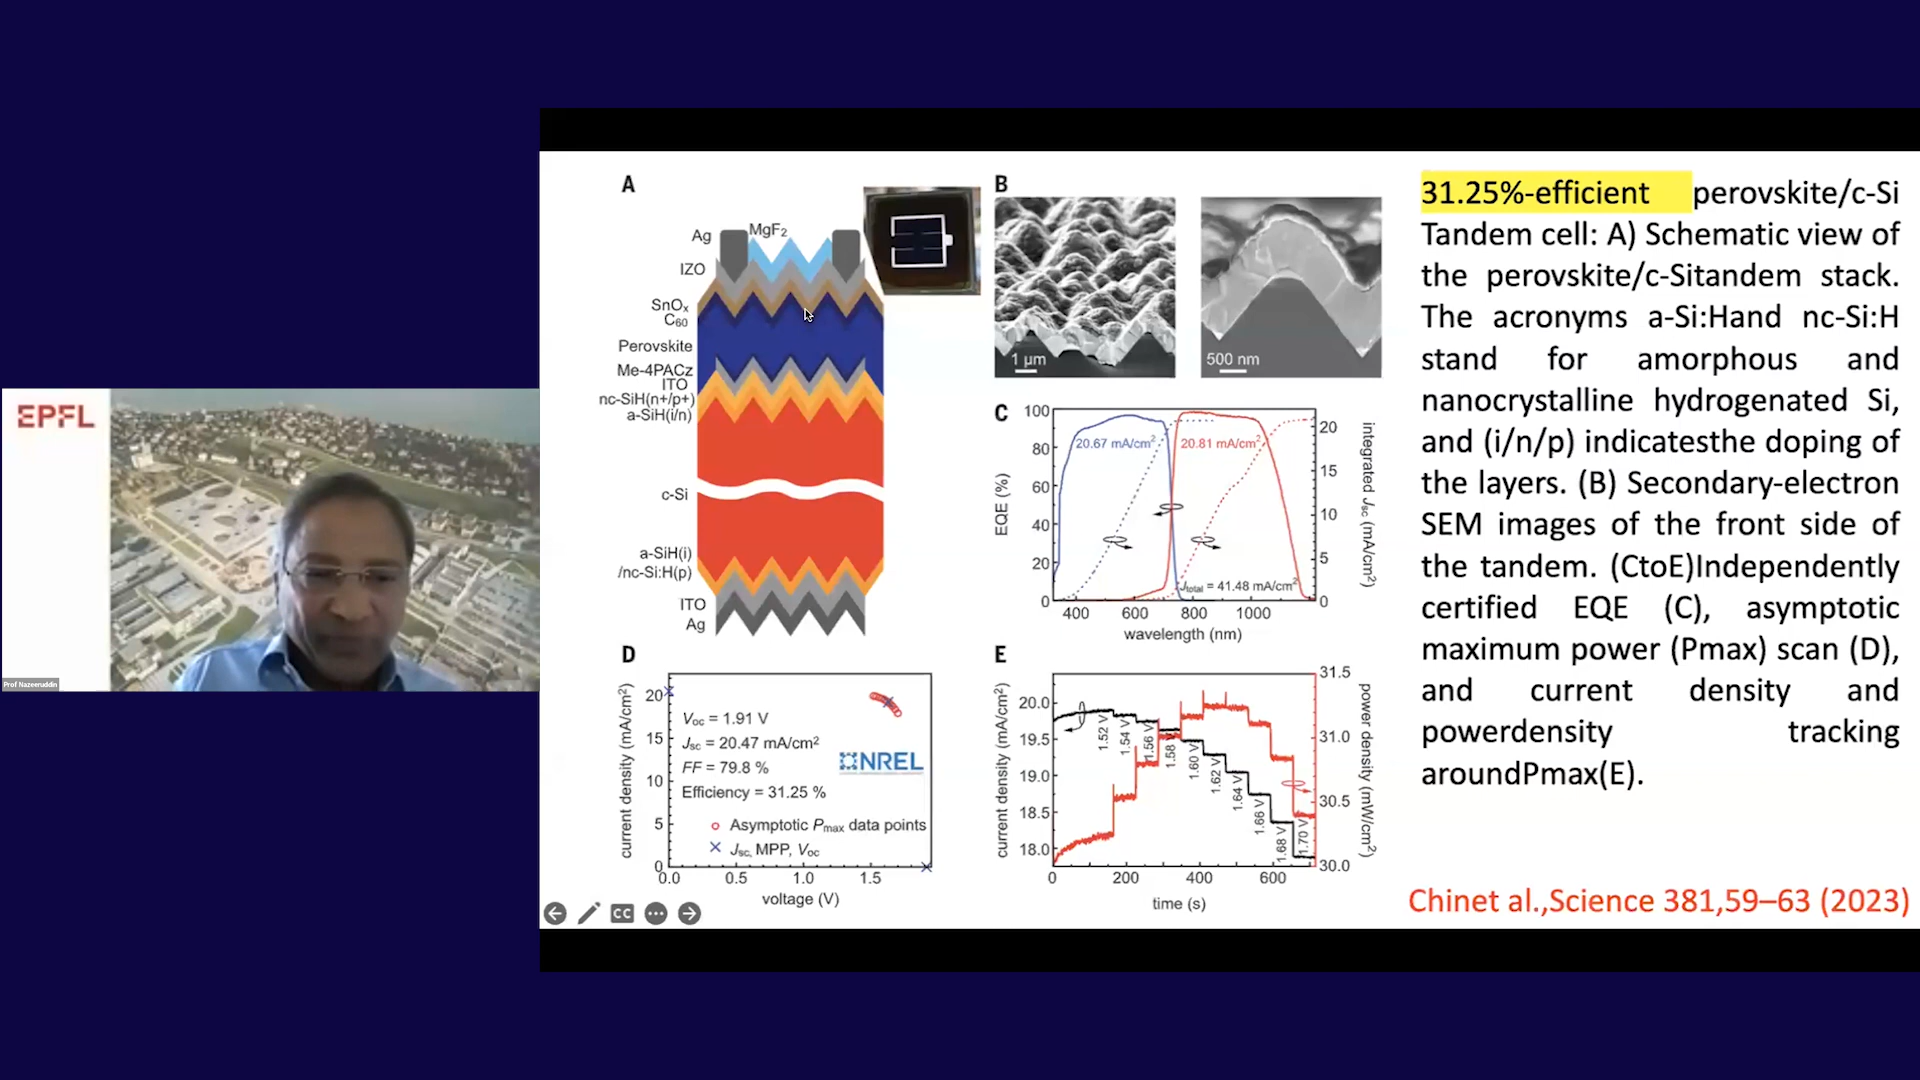 EPFL
Prof Nazeeruddin
A
Ag
MgF2
IZO
SnOx
C60
Perovskite
Me-4PACz
ITO
nc-SiH(n+/p+)
a-SiH(i/n)
c-Si
a-SiH(i)
/nc-Si:H(p)
ITO
Ag
B
1 µm
500 nm
C
100
80
60
40
20
0
EQE (%)
20.67 mA/cm2
20.81 mA/cm2
Jtotal = 41.48 mA/cm2
20
15
10
5
0
integrated Jsc (mA/cm2)
400 600 800 1000
wavelength (nm)
D
20
15
10
5
0
current density (mA/cm2)
Voc = 1.91 V
Jsc = 20.47 mA/cm2
FF = 79.8 %
Efficiency = 31.25 %
NREL
Asymptotic Pmax data points
Jsc, MPP, Voc
0.0 0.5 1.0 1.5
voltage (V)
E
20.0
19.5
19.0
18.5
18.0
current density (mA/cm2)
1.52 V
1.54 V
1.56 V
1.58
1.60 V
1.62 V
1.64 V
1.66 V
1.68 V
1.70 V
31.5
31.0
30.5
30.0
power density (mW/cm2)
0 200 400 600
time (s)
CC
31.25%-efficient perovskite/c-Si
Tandem cell: A) Schematic view of
the perovskite/c-Sitandem stack.
The acronyms a-Si:Hand nc-Si:H
stand for amorphous and
nanocrystalline hydrogenated Si,
and (i/n/p) indicatesthe doping of
the layers. (B) Secondary-electron
SEM images of the front side of
the tandem. (CtoE)Independently
certified EQE (C), asymptotic
maximum power (Pmax) scan (D),
and current density and
powerdensity tracking
aroundPmax(E).
Chinet al.,Science 381,59–63 (2023)